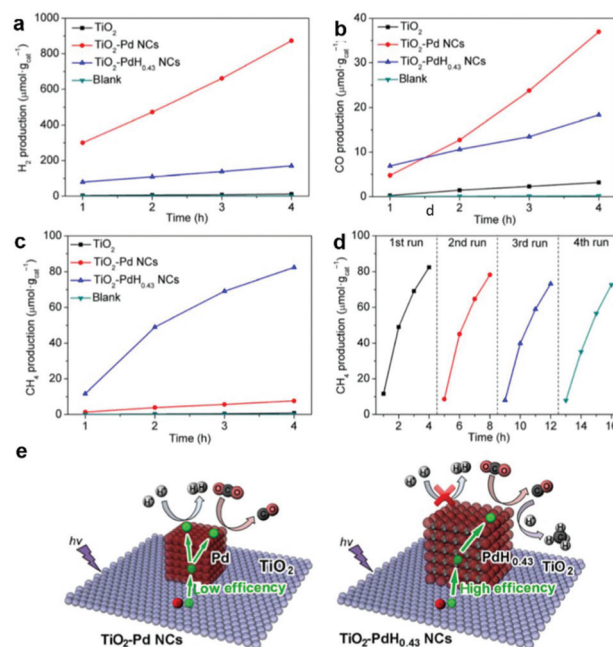 a
TiO2
TiO2-Pd NCs
TiO2-PdH0.43 NCs
Blank
H2 production (μmol·gcat−1)
1000
800
600
400
200
0
1 2 3 4
Time (h)
b
TiO2
TiO2-Pd NCs
TiO2-PdH0.43 NCs
Blank
CO production (μmol·gcat−1)
40
30
20
10
0
1 2 3 4
Time (h)
d
c
TiO2
TiO2-Pd NCs
TiO2-PdH0.43 NCs
Blank
CH4 production (μmol·gcat−1)
100
80
60
40
20
0
1 2 3 4
Time (h)
d
1st run 2nd run 3rd run 4th run
CH4 production (μmol·gcat−1)
100
80
60
40
20
0
2 4 6 8 10 12 14 16
Time (h)
e
H H H H
hν
Pd
TiO2
Low efficency
TiO2-Pd NCs
H H H H
H
H H
hν
PdH0.43
TiO2
High efficency
TiO2-PdH0.43 NCs